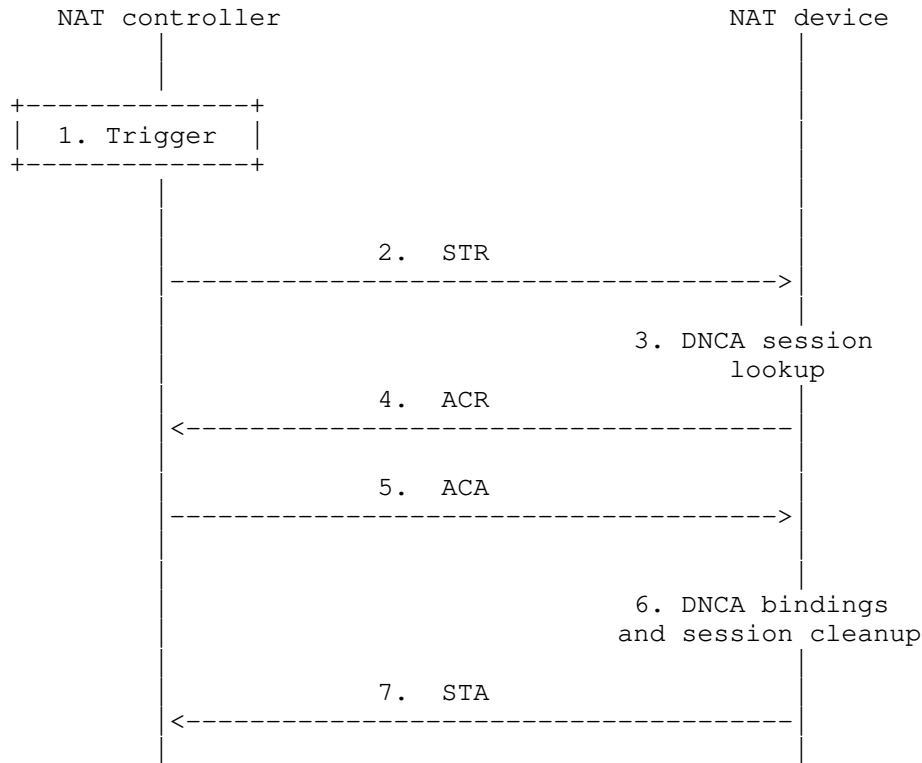 NAT controller NAT device
1. Trigger
2. STR
3. DNCA session
lookup
4. ACR
5. ACA
6. DNCA bindings
and session cleanup
7. STA